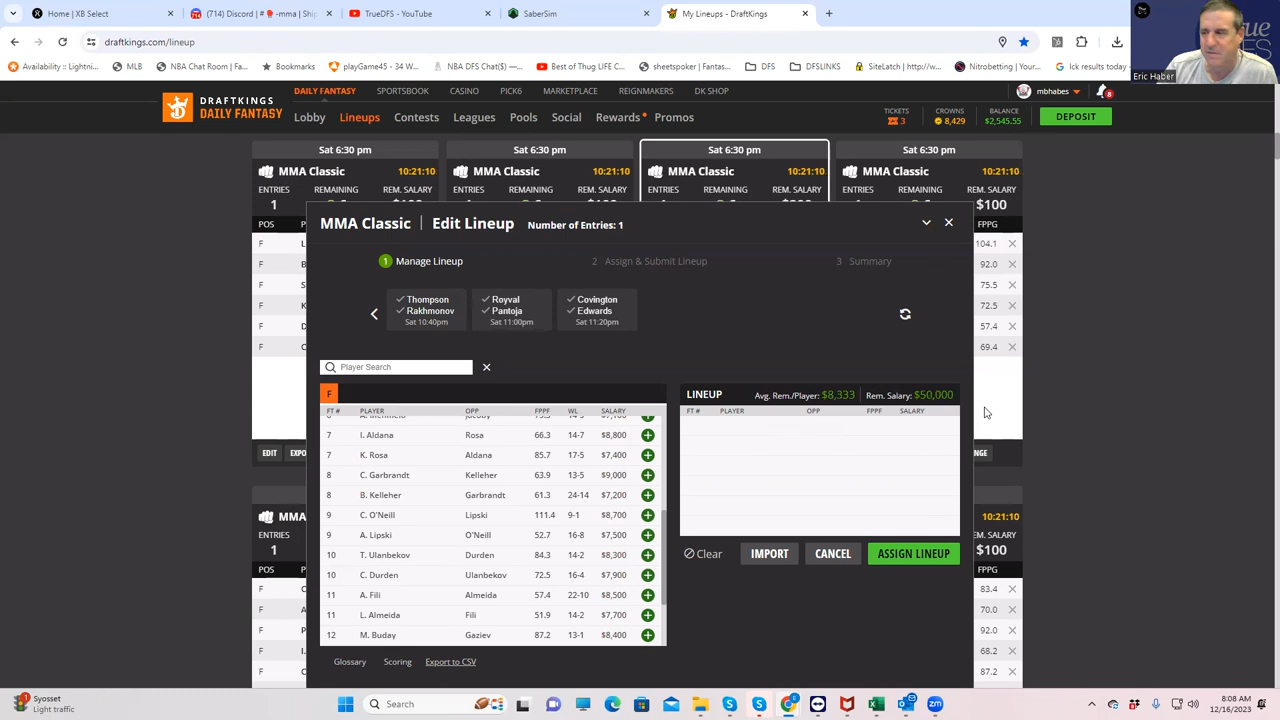 Home / X
XB Select
(714) Discord | # 🥊-mma | Ship
TrueDFS - YouTube
SaberSim
My Lineups - DraftKings
draftkings.com/lineup
Availability :: Lightni...
MLB
NBA Chat Room | Fa...
Bookmarks
playGame45 - 34 W...
NBA DFS Chat($) -...
Best of Thug LIFE C...
sheetspoker
DFS
DFSLINKS
SiteLatch | http://w...
Nitrobetting | Your...
Ick results today -...
Eric Haber
DAILY FANTASY
SPORTSBOOK
CASINO
PICK6
MARKETPLACE
REIGNMAKERS
DK SHOP
mbhabes
8
DRAFTKINGS
DAILY FANTASY
Lobby
Lineups
Contests
Leagues
Pools
Social
Rewards
Promos
TICKETS
3
CROWNS
8,429
BALANCE
$2,545.55
DEPOSIT
Sat 6:30 pm
Sat 6:30 pm
Sat 6:30 pm
Sat 6:30 pm
MMA Classic 10:21:10
MMA Classic 10:21:10
MMA Classic 10:21:10
MMA Classic 10:21:10
ENTRIES REMAINING REM. SALARY
ENTRIES REMAINING REM. SALARY
ENTRIES REMAINING REM. SALARY
ENTRIES REMAINING REM. SALARY
1
$100
MMA Classic | Edit Lineup Number of Entries: 1
1 Manage Lineup
2 Assign & Submit Lineup
3 Summary
Thompson
Rakhmonov
Sat 10:40pm
Royval
Pantoja
Sat 11:00pm
Covington
Edwards
Sat 11:20pm
Player Search
F
FT # PLAYER OPP FPPF WL SALARY
7 I. Aldana Rosa 66.3 14-7 $8,800
7 K. Rosa Aldana 85.7 17-5 $7,400
8 C. Garbrandt Kelleher 63.9 13-5 $9,000
8 B. Kelleher Garbrandt 61.3 24-14 $7,200
9 C. O'Neill Lipski 111.4 9-1 $8,700
9 A. Lipski O'Neill 52.7 16-8 $7,500
10 T. Ulanbekov Durden 84.3 14-2 $8,300
10 C. Durden Ulanbekov 72.5 16-4 $7,900
11 A. Fili Almeida 57.4 22-10 $8,500
11 L. Almeida Fili 51.9 14-2 $7,700
12 M. Buday Gaziev 87.2 13-1 $8,400
Glossary
Scoring
Export to CSV
LINEUP Avg. Rem./Player: $8,333 Rem. Salary: $50,000
FT # PLAYER OPP FPPF SALARY
Clear
IMPORT
CANCEL
ASSIGN LINEUP
POS
F
F
F
F
F
F
EDIT
EXPO
MMA
ENTRIES
1
POS
F
F
F
F
F
FPPG
104.1
92.0
75.5
72.5
57.4
69.4
NGE
10:21:10
EM. SALARY
$100
FPPG
83.4
70.0
92.0
68.2
87.2
Syosset
Light traffic
Search
8:08 AM
12/16/2023